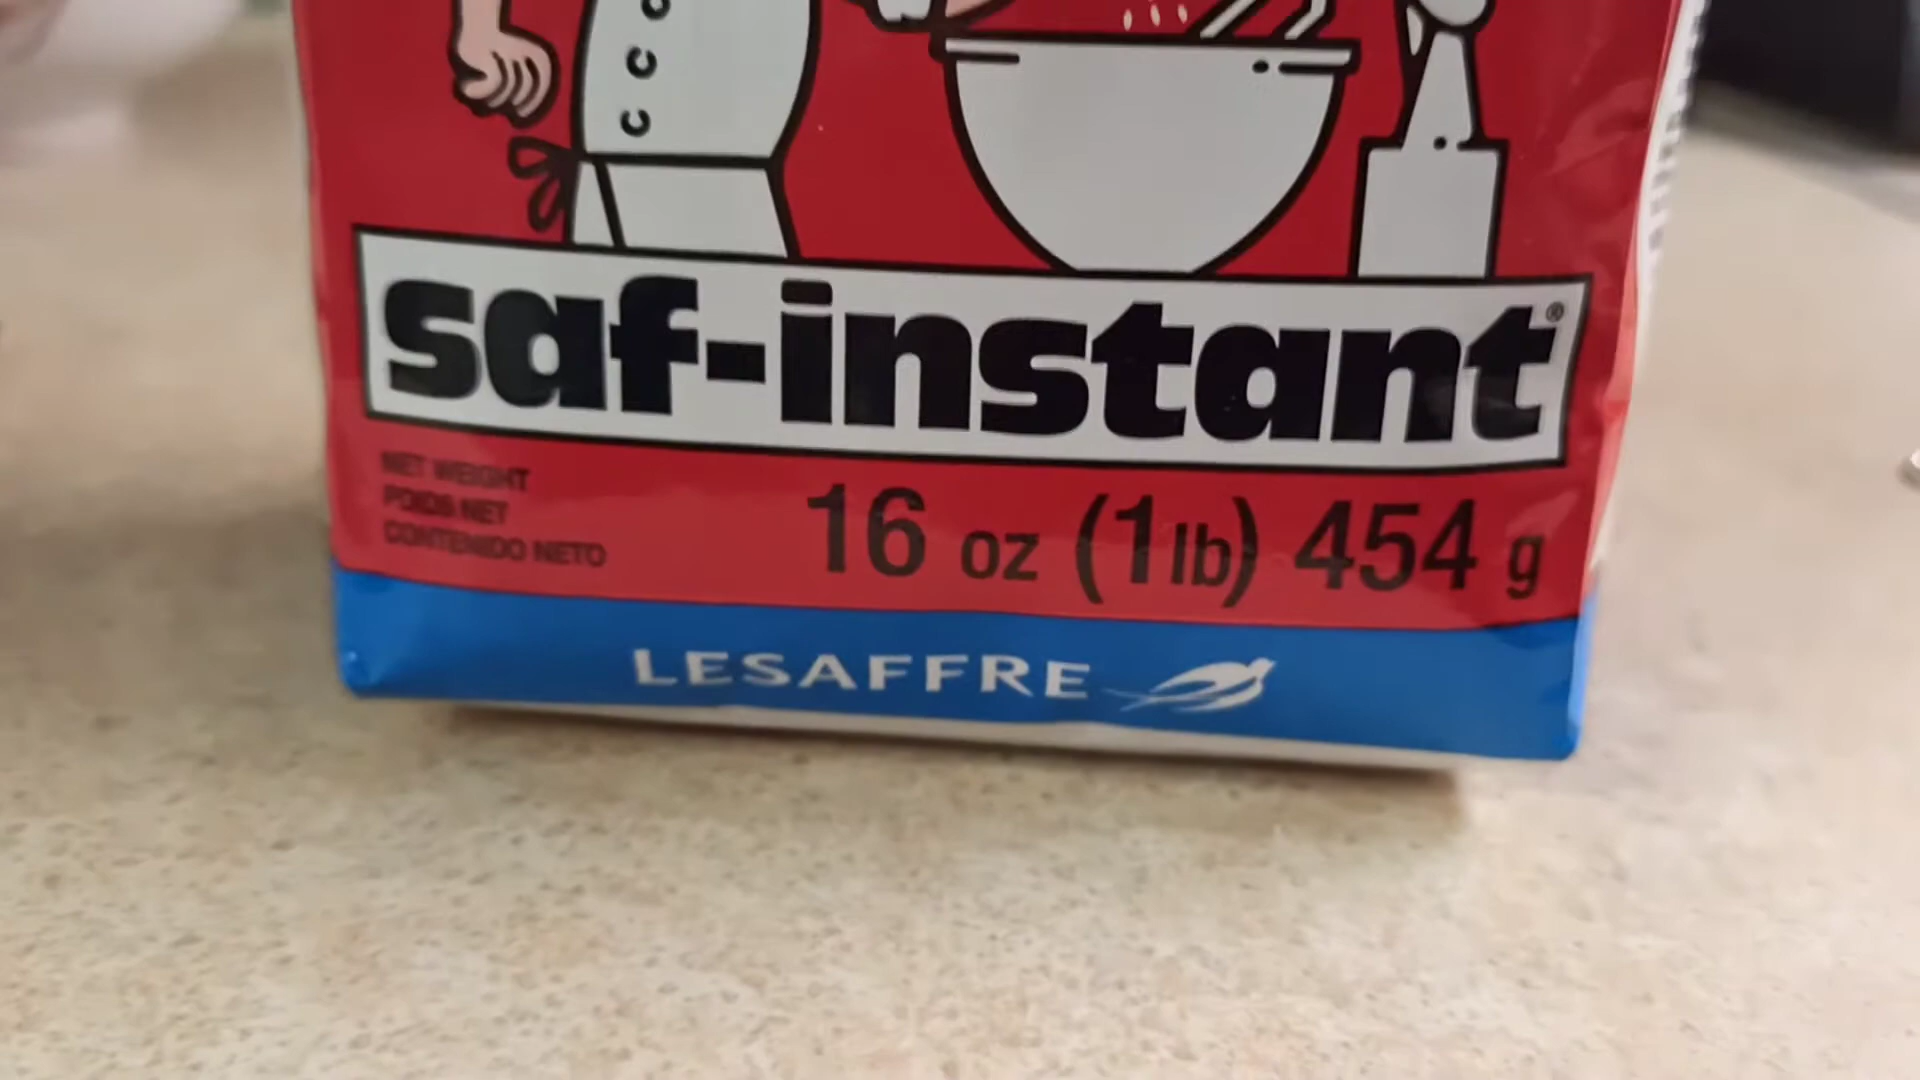 saf-instant®
NET WEIGHT
POIDS NET
CONTENIDO NETO
16 oz (1 lb) 454 g
LESAFFRE